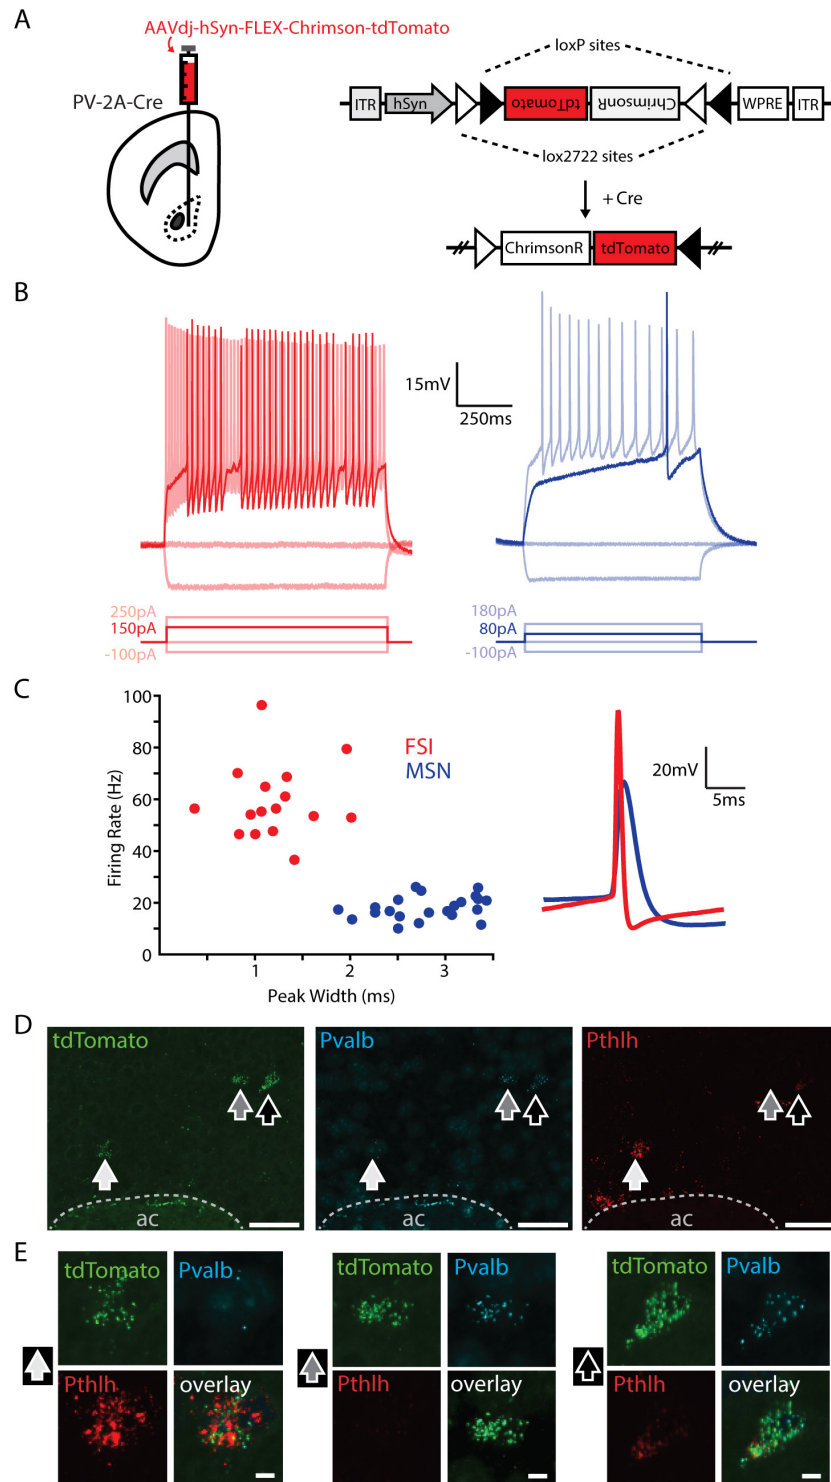 A
AAVdj-hSyn-FLEX-Chrimson-tdTomato
PV-2A-Cre
loxP sites
ITR
hSyn
tdTomato
ChrimsonR
WPRE
ITR
lox2722 sites
+ Cre
ChrimsonR
tdTomato
B
15mV
250ms
250pA
150pA
-100pA
180pA
80pA
-100pA
C
100
80
60
40
20
0
Firing Rate (Hz)
1
2
3
Peak Width (ms)
FSI
MSN
20mV
5ms
D
tdTomato
Pvalb
Pthlh
ac
ac
ac
E
tdTomato
Pvalb
tdTomato
Pvalb
tdTomato
Pvalb
Pthlh
overlay
Pthlh
overlay
Pthlh
overlay